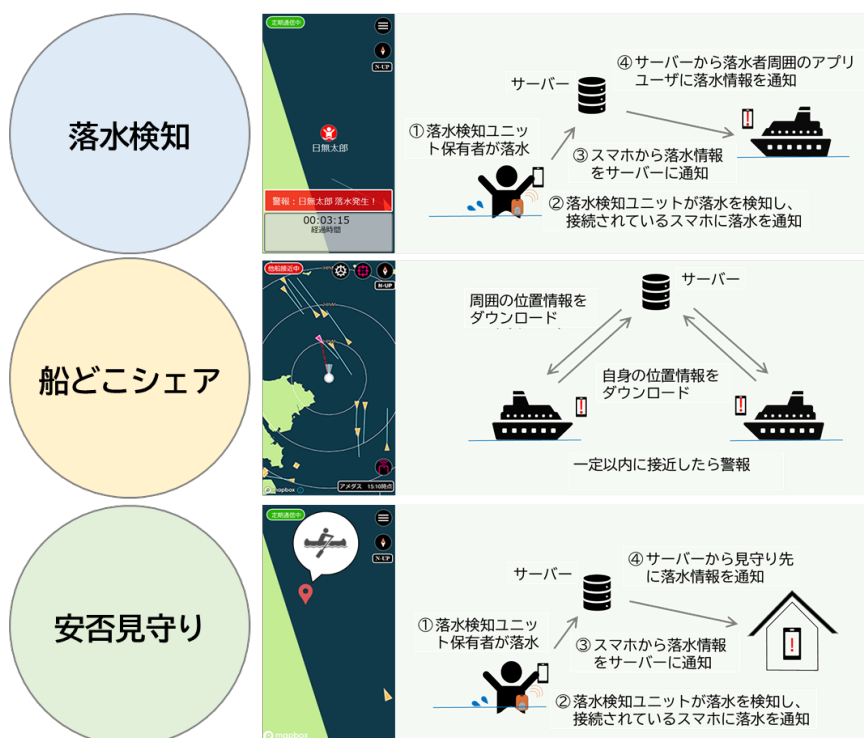 落水検知
定期通信中
N-UP
日無太郎
警報：日無太郎 落水発生！
00:03:15
経過時間
サーバー
④ サーバーから落水者周囲のアプリ
ユーザに落水情報を通知
① 落水検知ユニッ
ト保有者が落水
③ スマホから落水情報
をサーバーに通知
② 落水検知ユニットが落水を検知し、
接続されているスマホに落水を通知
船どこシェア
他船接近中
N-UP
mapbox
アメダス 15:10時点
サーバー
周囲の位置情報を
ダウンロード
自身の位置情報を
ダウンロード
一定以内に接近したら警報
安否見守り
定期通信中
N-UP
mapbox
サーバー
④ サーバーから見守り先
に落水情報を通知
① 落水検知ユニッ
ト保有者が落水
③ スマホから落水情報
をサーバーに通知
② 落水検知ユニットが落水を検知し、
接続されているスマホに落水を通知